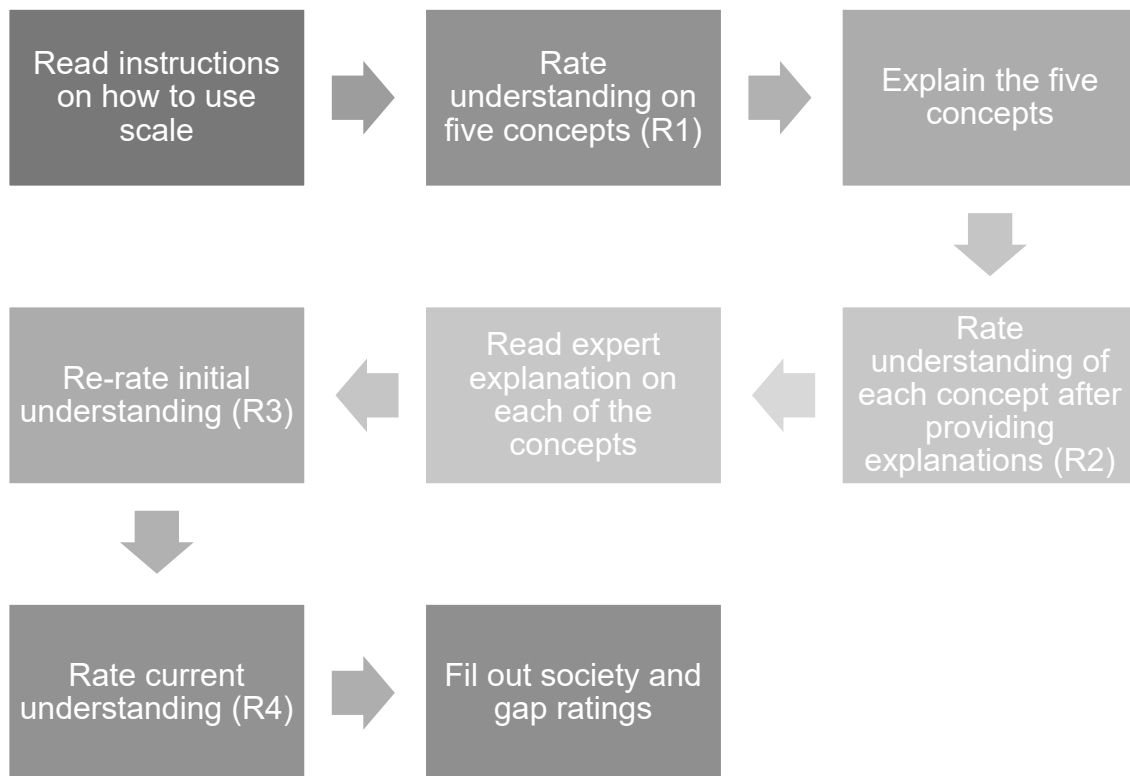 Read instructions
on how to use
scale
Rate
understanding on
five concepts (R1)
Explain the five
concepts
Rate
understanding of
each concept after
providing
explanations (R2)
Read expert
explanation on
each of the
concepts
Re-rate initial
understanding (R3)
Rate current
understanding (R4)
Fil out society and
gap ratings